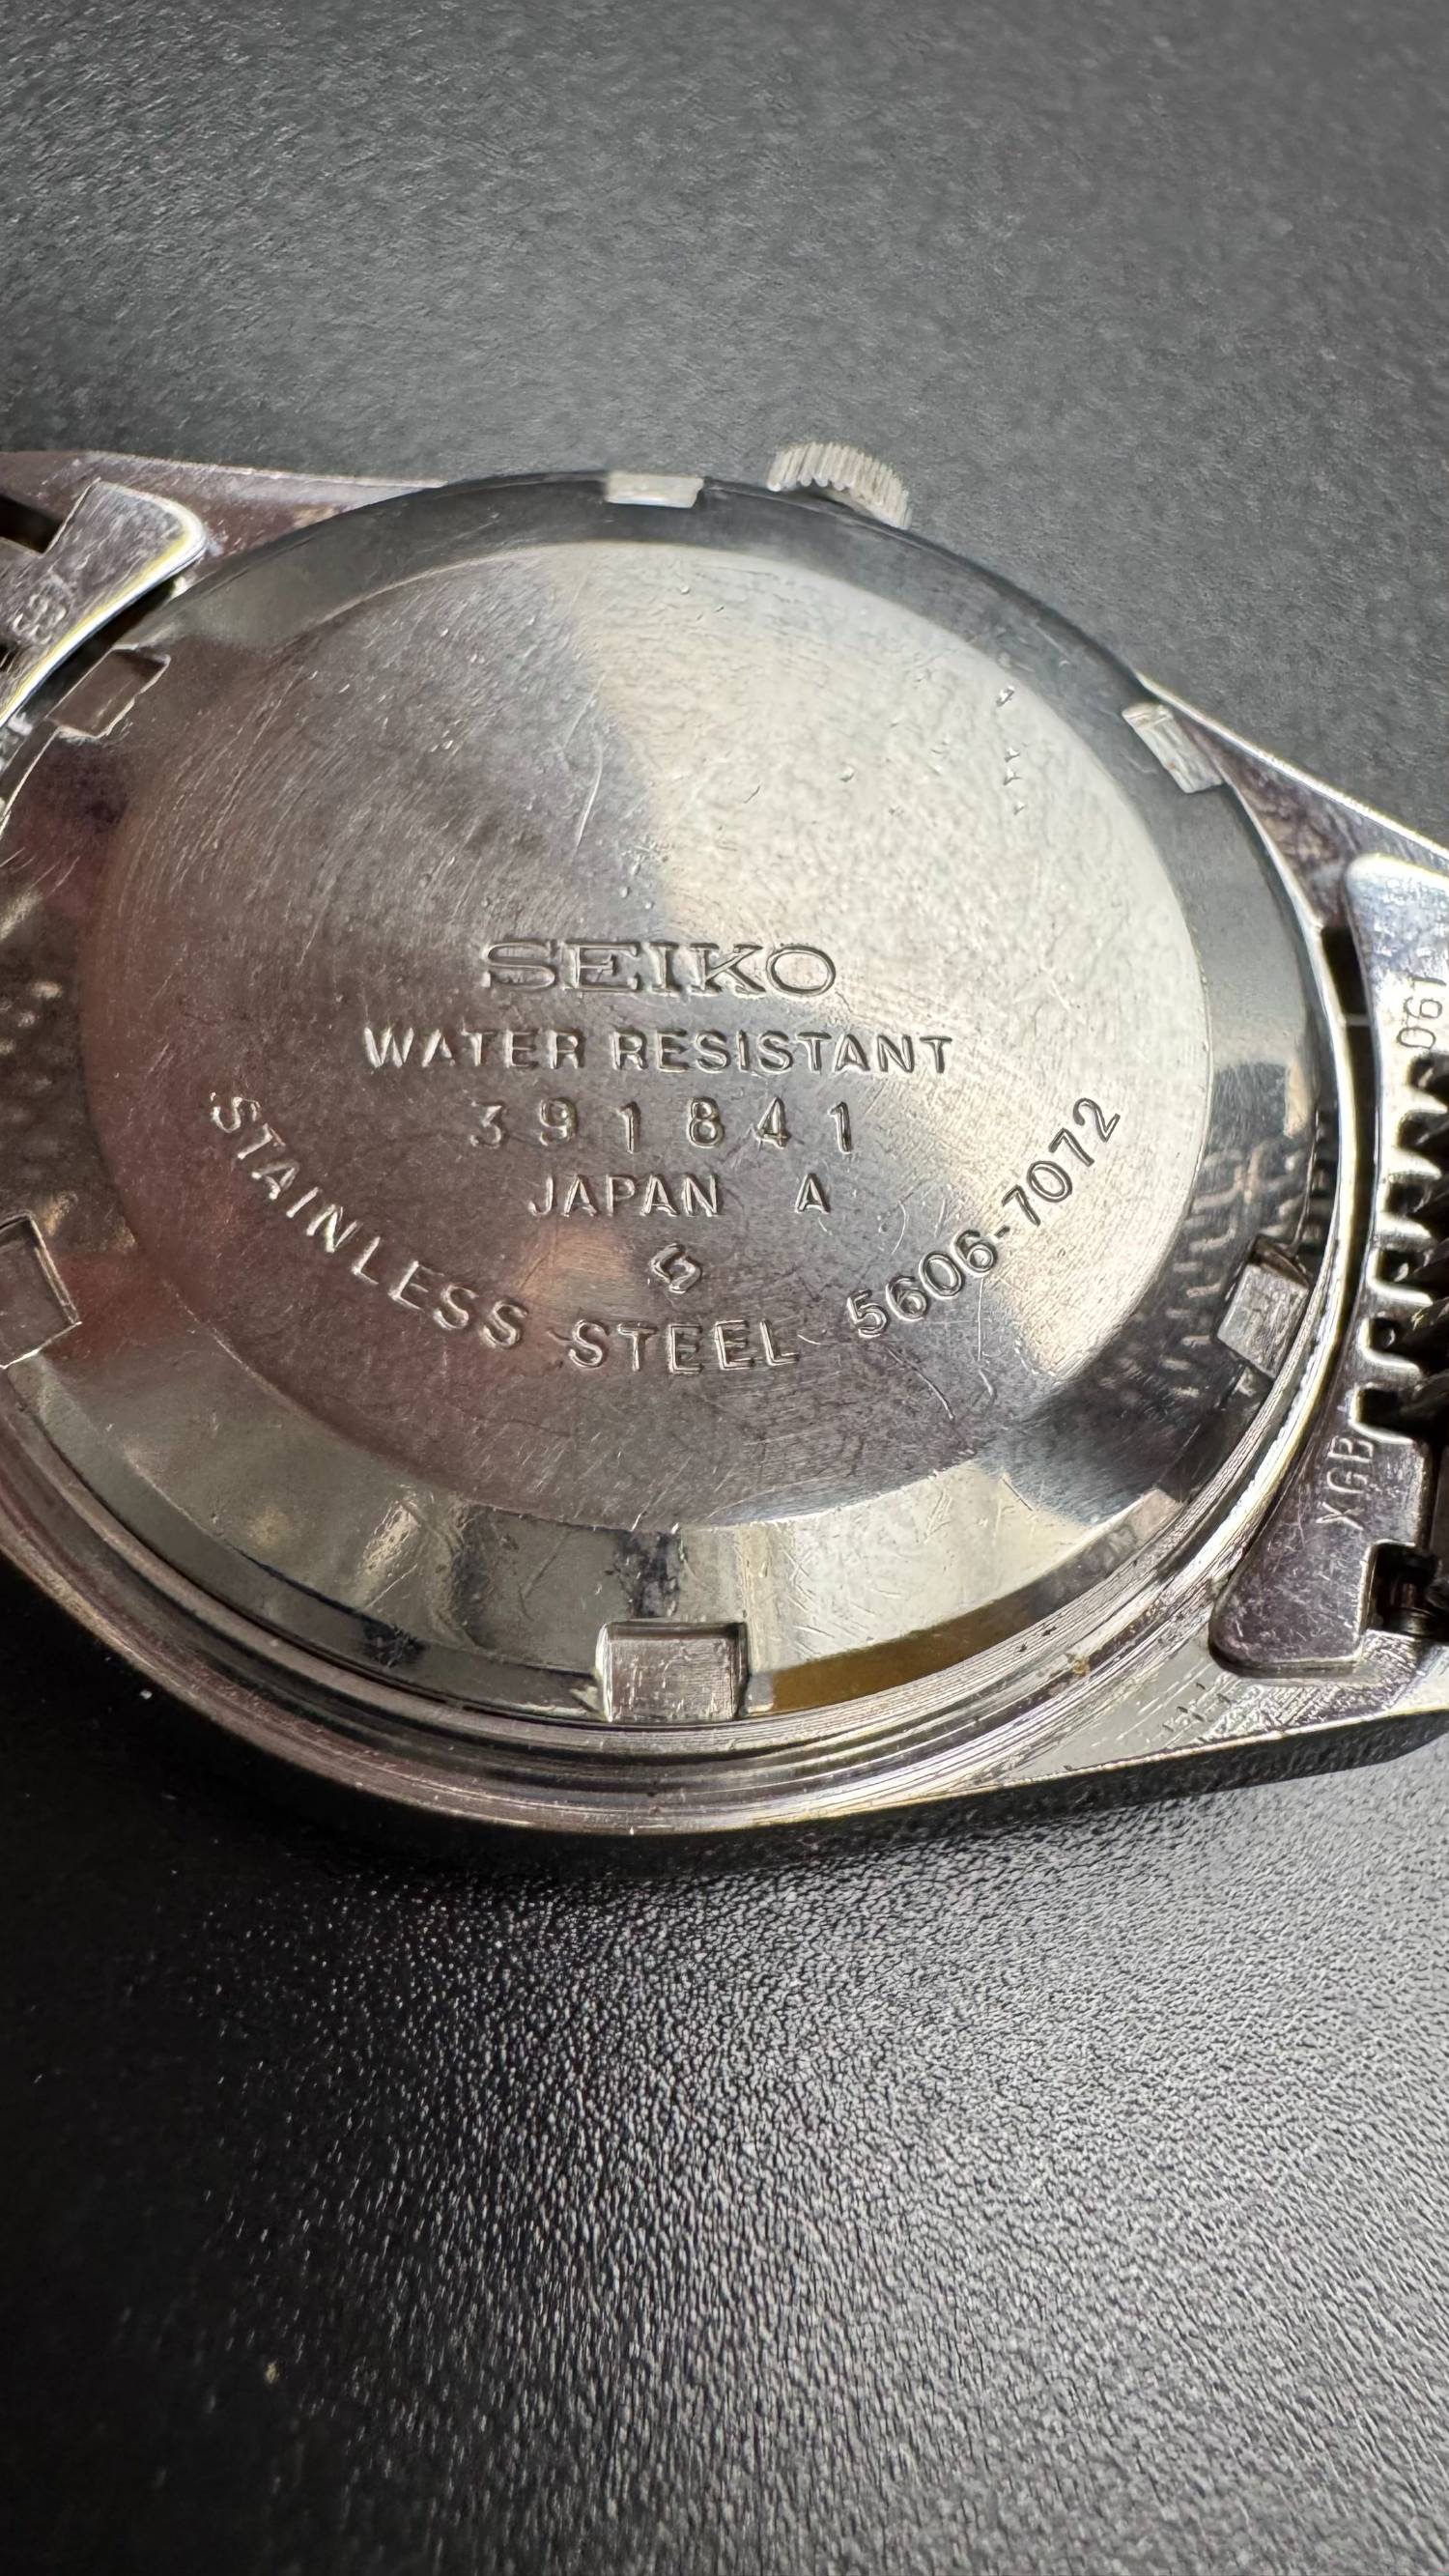 SEIKO
WATER RESISTANT
391841
JAPAN A
STAINLESS STEEL 5606-7072
XGB
061